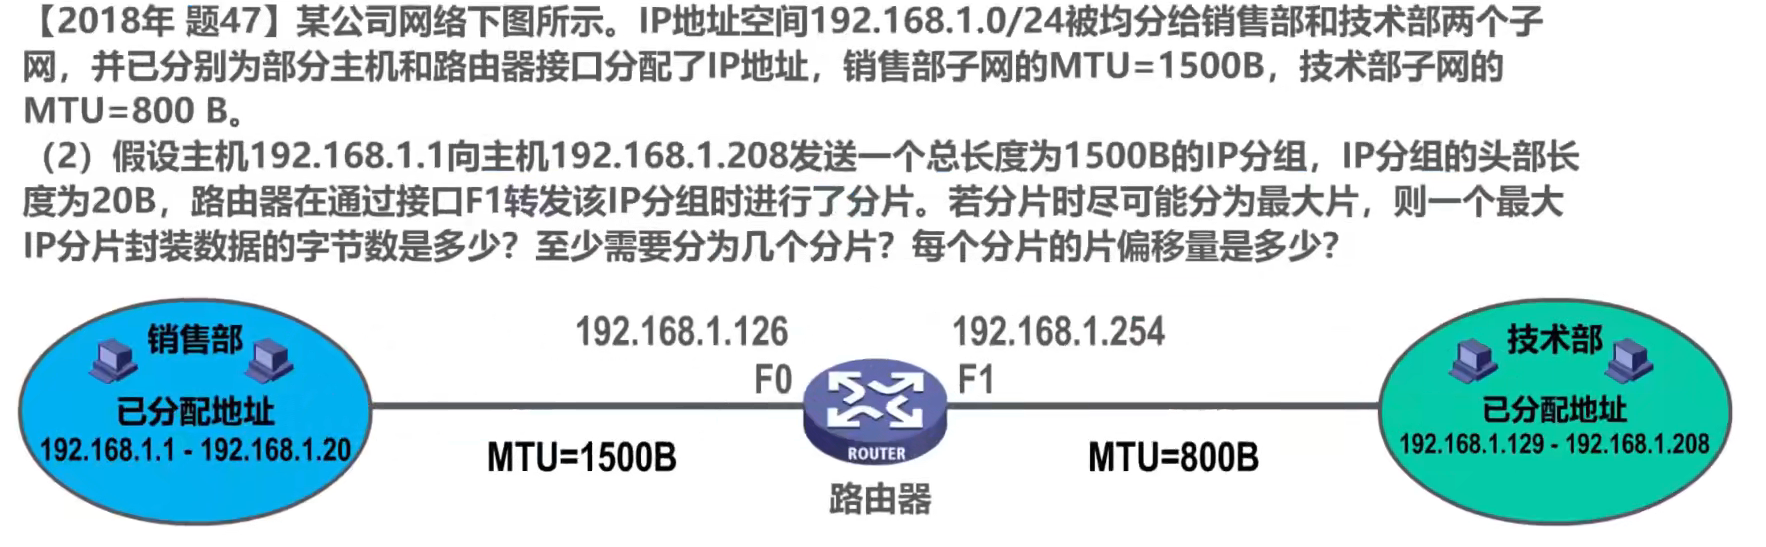 【2018年 题47】某公司网络下图所示。IP地址空间192.168.1.0/24被均分给销售部和技术部两个子
网，并已分别为部分主机和路由器接口分配了IP地址，销售部子网的MTU=1500B，技术部子网的
MTU=800 B。
（2）假设主机192.168.1.1向主机192.168.1.208发送一个总长度为1500B的IP分组，IP分组的头部长
度为20B，路由器在通过接口F1转发该IP分组时进行了分片。若分片时尽可能分为最大片，则一个最大
IP分片封装数据的字节数是多少？至少需要分为几个分片？每个分片的片偏移量是多少？
销售部
已分配地址
192.168.1.1 - 192.168.1.20
192.168.1.126
F0
MTU=1500B
ROUTER
路由器
192.168.1.254
F1
MTU=800B
技术部
已分配地址
192.168.1.129 - 192.168.1.208